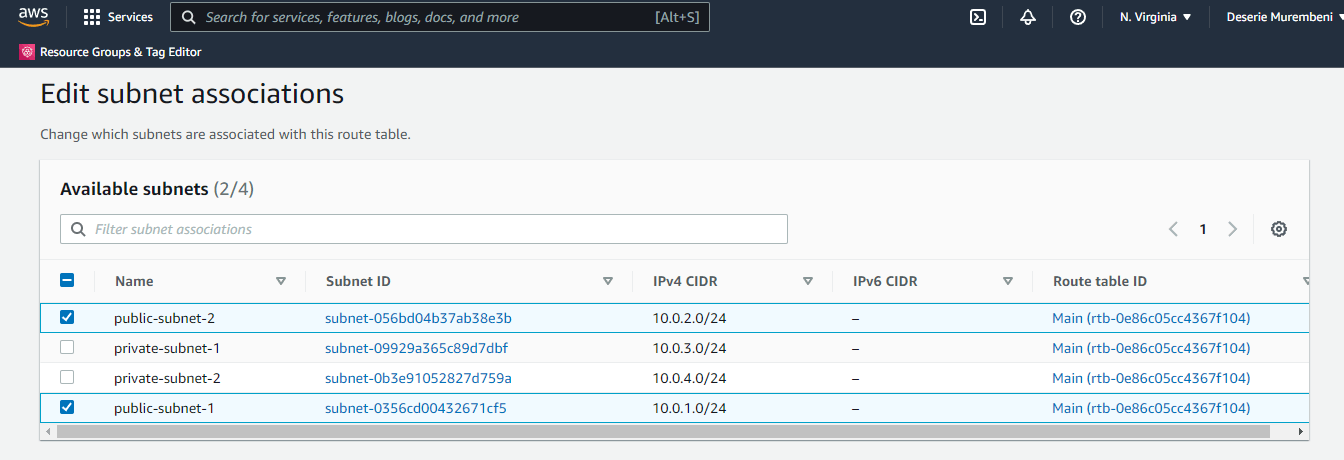 aws Services Search for services, features, blogs, docs, and more [Alt+S] N. Virginia Deserie Murembeni
Resource Groups & Tag Editor
Edit subnet associations
Change which subnets are associated with this route table.
Available subnets (2/4)
Filter subnet associations 1
Name Subnet ID IPv4 CIDR IPv6 CIDR Route table ID
public-subnet-2 subnet-056bd04b37ab38e3b 10.0.2.0/24 – Main (rtb-0e86c05cc4367f104)
private-subnet-1 subnet-09929a365c89d7dbf 10.0.3.0/24 – Main (rtb-0e86c05cc4367f104)
private-subnet-2 subnet-0b3e91052827d759a 10.0.4.0/24 – Main (rtb-0e86c05cc4367f104)
public-subnet-1 subnet-0356cd00432671cf5 10.0.1.0/24 – Main (rtb-0e86c05cc4367f104)